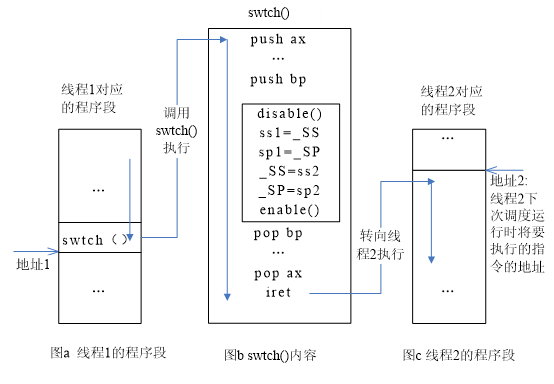 swtch()
push ax
…
push bp
disable()
ss1=_SS
sp1=_SP
_SS=ss2
_SP=sp2
enable()
pop bp
…
pop ax
iret
线程1对应
的程序段
…
swtch（）
…
地址1
调用
swtch()
执行
转向线
程2执行
线程2对应
的程序段
…
…
地址2:
线程2下
次调度运
行时将要
执行的指
令的地址
图a 线程1的程序段
图b swtch()内容
图c 线程2的程序段